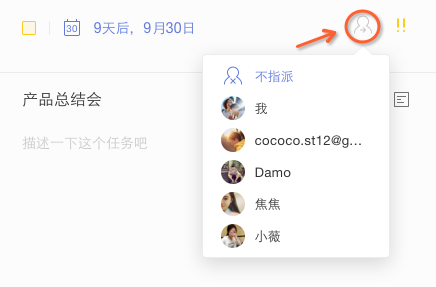 30 9天后，9月30日 !!
不指派
产品总结会
我
描述一下这个任务吧
cococo.st12@g...
Damo
焦焦
小薇